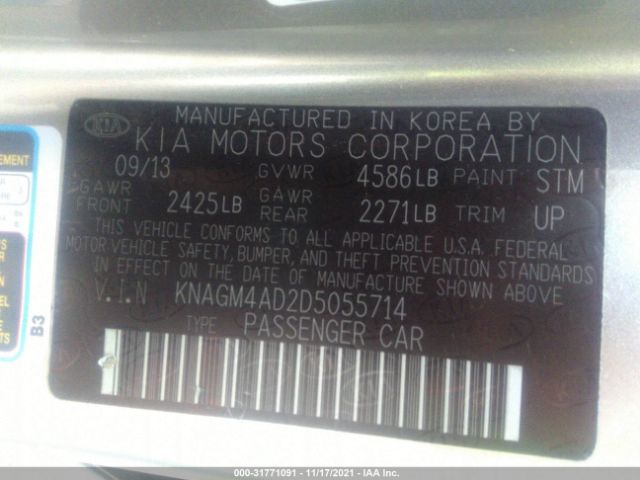 MANUFACTURED IN KOREA BY
KIA KIA MOTORS CORPORATION
09/13 GVWR 4586LB PAINT STM
GAWR FRONT 2425LB GAWR REAR 2271LB TRIM UP
THIS VEHICLE CONFORMS TO ALL APPLICABLE U.S.A. FEDERAL
MOTOR VEHICLE SAFETY, BUMPER, AND THEFT PREVENTION STANDARDS
IN EFFECT ON THE DATE OF MANUFACTURE SHOWN ABOVE
V.I.N KNAGM4AD2D5055714
TYPE PASSENGER CAR
EMENT
B3
000-31771091 - 11/17/2021 - IAA Inc.